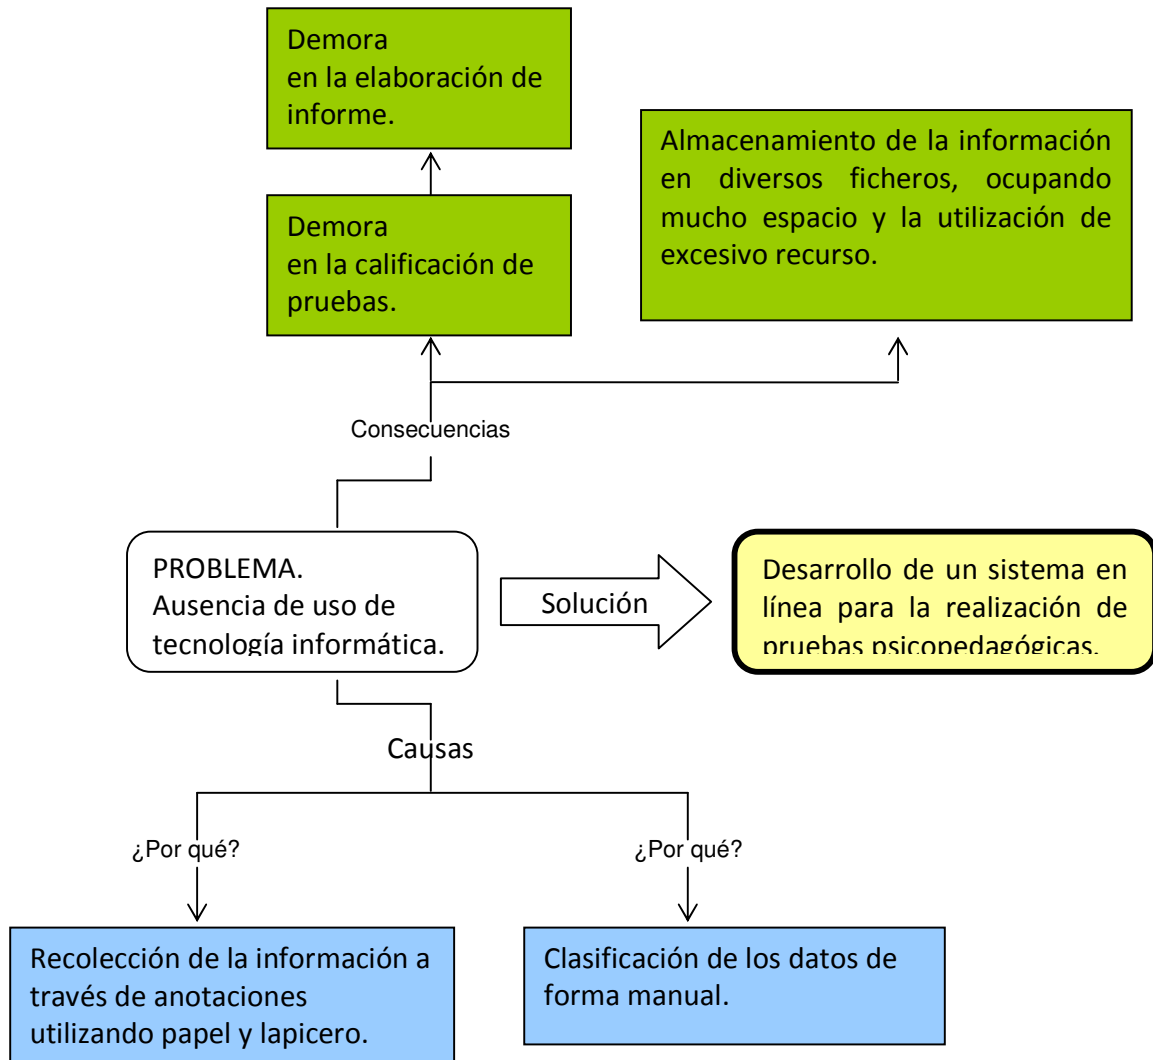 Demora
en la elaboración de
informe.
Almacenamiento de la información
en diversos ficheros, ocupando
mucho espacio y la utilización de
excesivo recurso.
Demora
en la calificación de
pruebas.
Consecuencias
PROBLEMA.
Ausencia de uso de
tecnología informática.
Solución
Desarrollo de un sistema en
línea para la realización de
pruebas psicopedagógicas.
Causas
¿Por qué?
¿Por qué?
Recolección de la información a
través de anotaciones
utilizando papel y lapicero.
Clasificación de los datos de
forma manual.